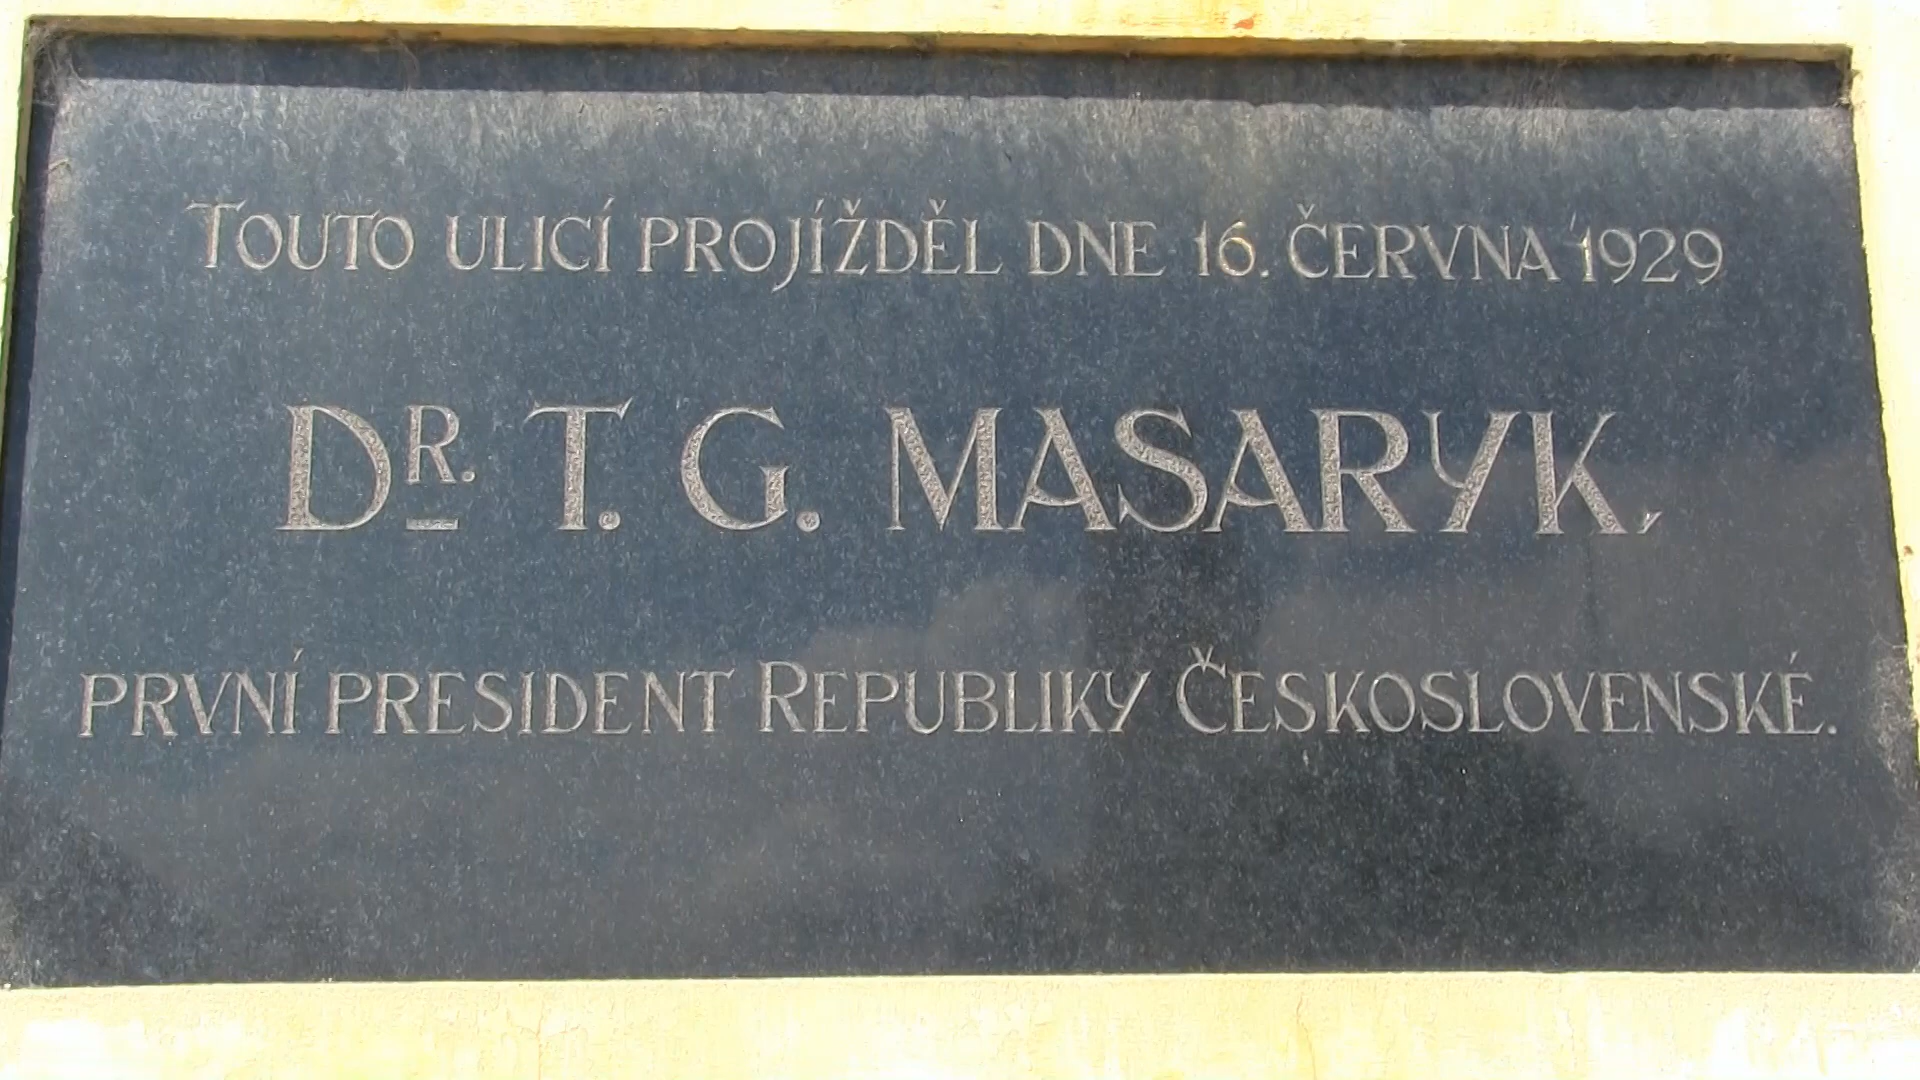 Touto ulicí projížděl dne 16. června 1929
Dr. T. G. MASARYK,
první president Republiky Československé.